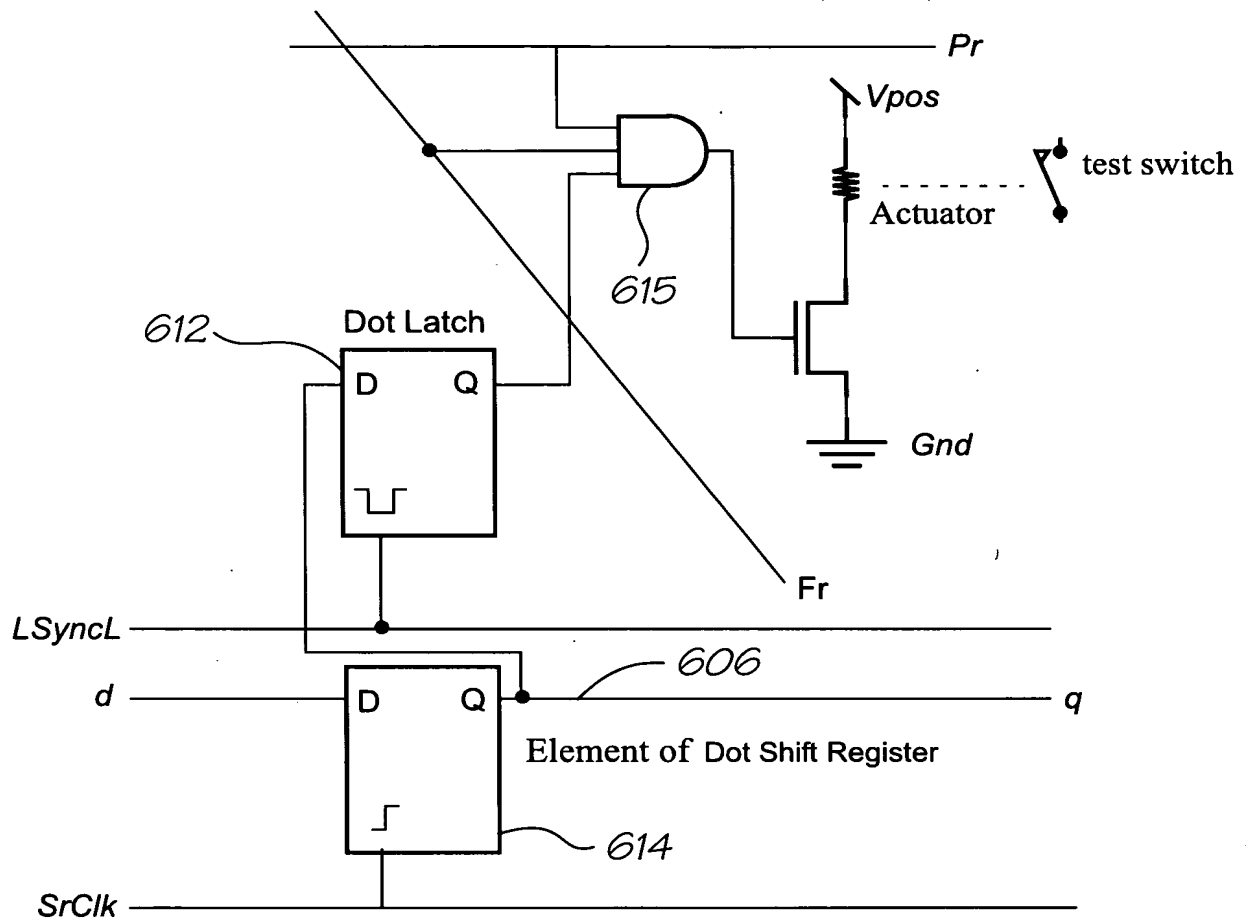 Pr
Vpos
test switch
Actuator
615
612
Dot Latch
D Q
Gnd
Fr
LSyncL
606
d
D Q
q
Element of Dot Shift Register
614
SrClk